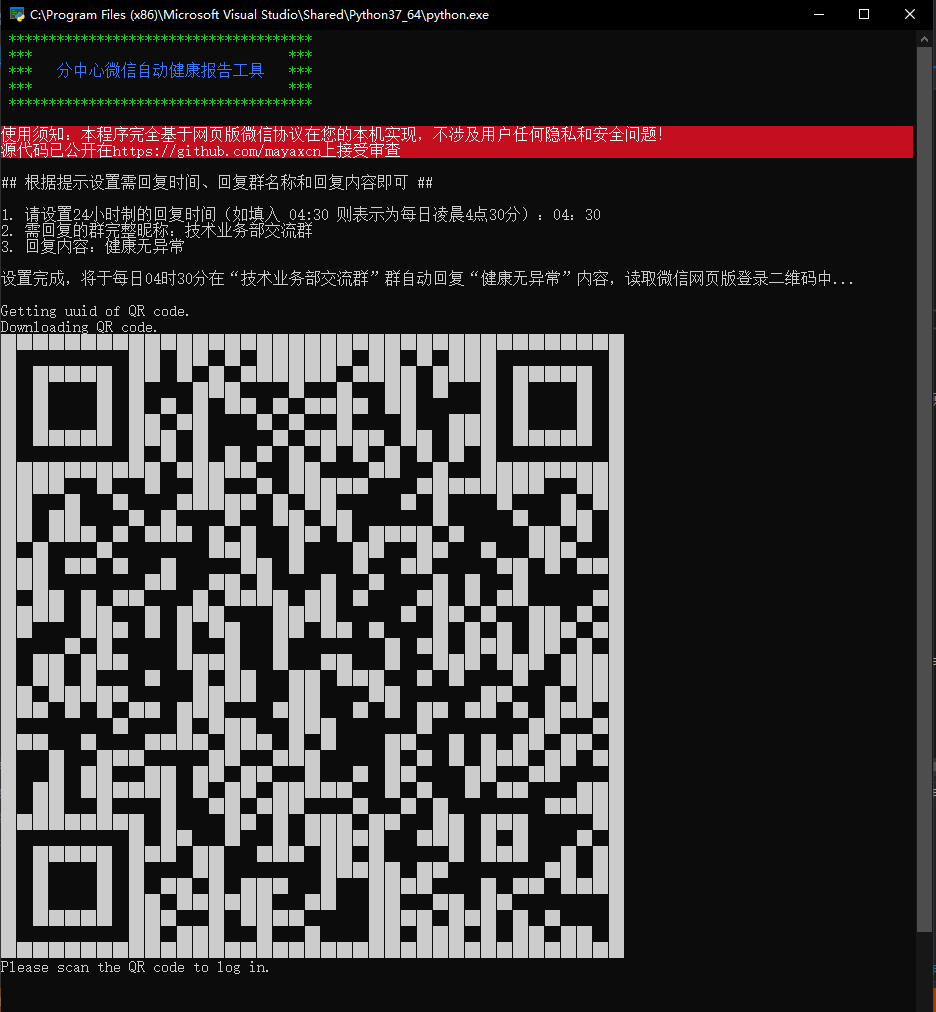 C:\Program Files (x86)\Microsoft Visual Studio\Shared\Python37_64\python.exe
**************************************
*** ***
*** 分中心微信自动健康报告工具 ***
*** ***
**************************************
使用须知：本程序完全基于网页版微信协议在您的本机实现，不涉及用户任何隐私和安全问题！
源代码已公开在https://github.com/mayaxcn上接受审查
## 根据提示设置需回复时间、回复群名称和回复内容即可 ##
1. 请设置24小时制的回复时间（如填入 04:30 则表示为每日凌晨4点30分）：04：30
2. 需回复的群完整昵称：技术业务部交流群
3. 回复内容：健康无异常
设置完成，将于每日04时30分在“技术业务部交流群”群自动回复“健康无异常”内容，读取微信网页版登录二维码中...
Getting uuid of QR code.
Downloading QR code.
Please scan the QR code to log in.